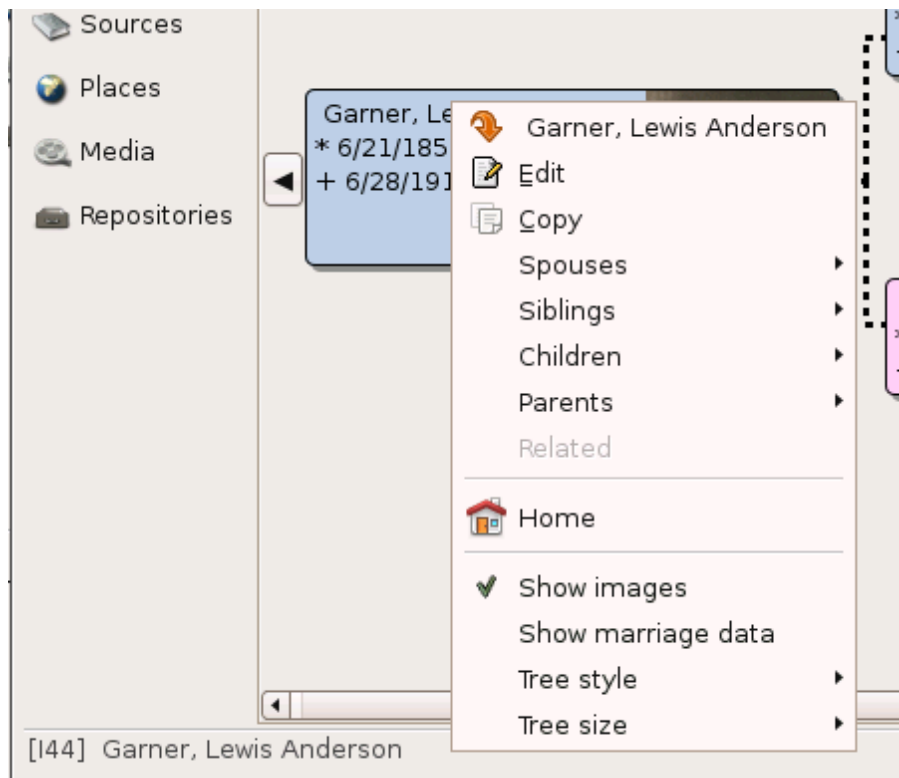 Sources
Places
Media
Repositories
Garner, Le
* 6/21/185
+ 6/28/191
Garner, Lewis Anderson
Edit
Copy
Spouses
Siblings
Children
Parents
Related
Home
Show images
Show marriage data
Tree style
Tree size
[I44] Garner, Lewis Anderson